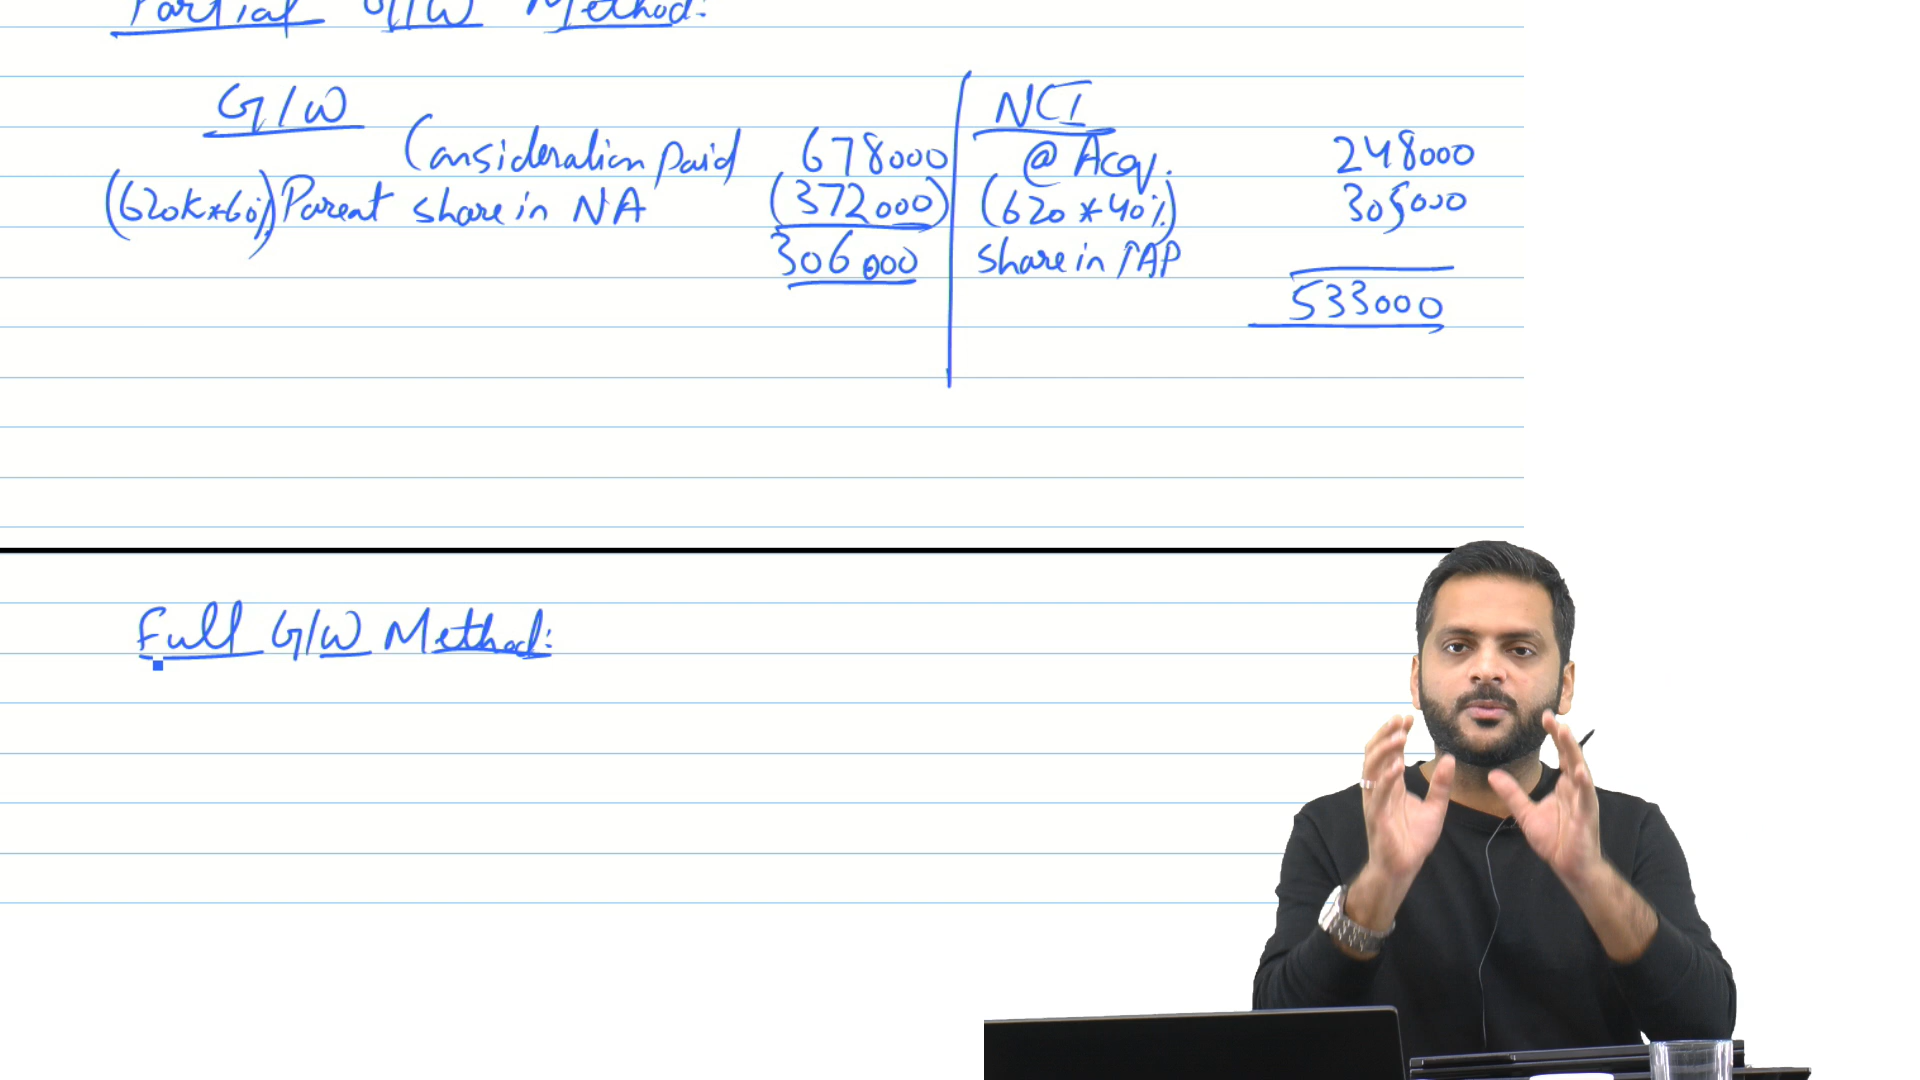 Partial G/W Method:
G/W
Consideration paid 678000
(620K*60%) Parent share in NA (372000)
306000
NCI
@ Acq. 248000
(620*40%) 305000
share in PAP
533000
Full G/W Method: